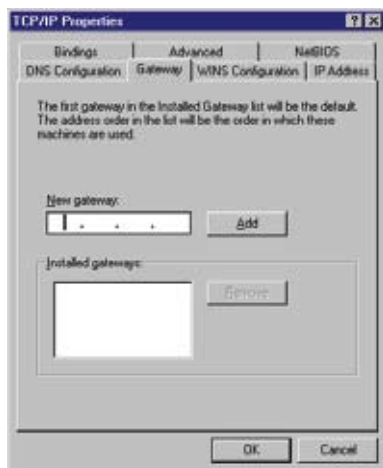 TCP/IP Properties
Bindings Advanced NetBIOS
DNS Configuration Gateway WINS Configuration IP Address
The first gateway in the Installed Gateway list will be the default.
The address order in the list will be the order in which these
machines are used.
New gateway:
. . .
Add
Installed gateways:
Remove
OK Cancel